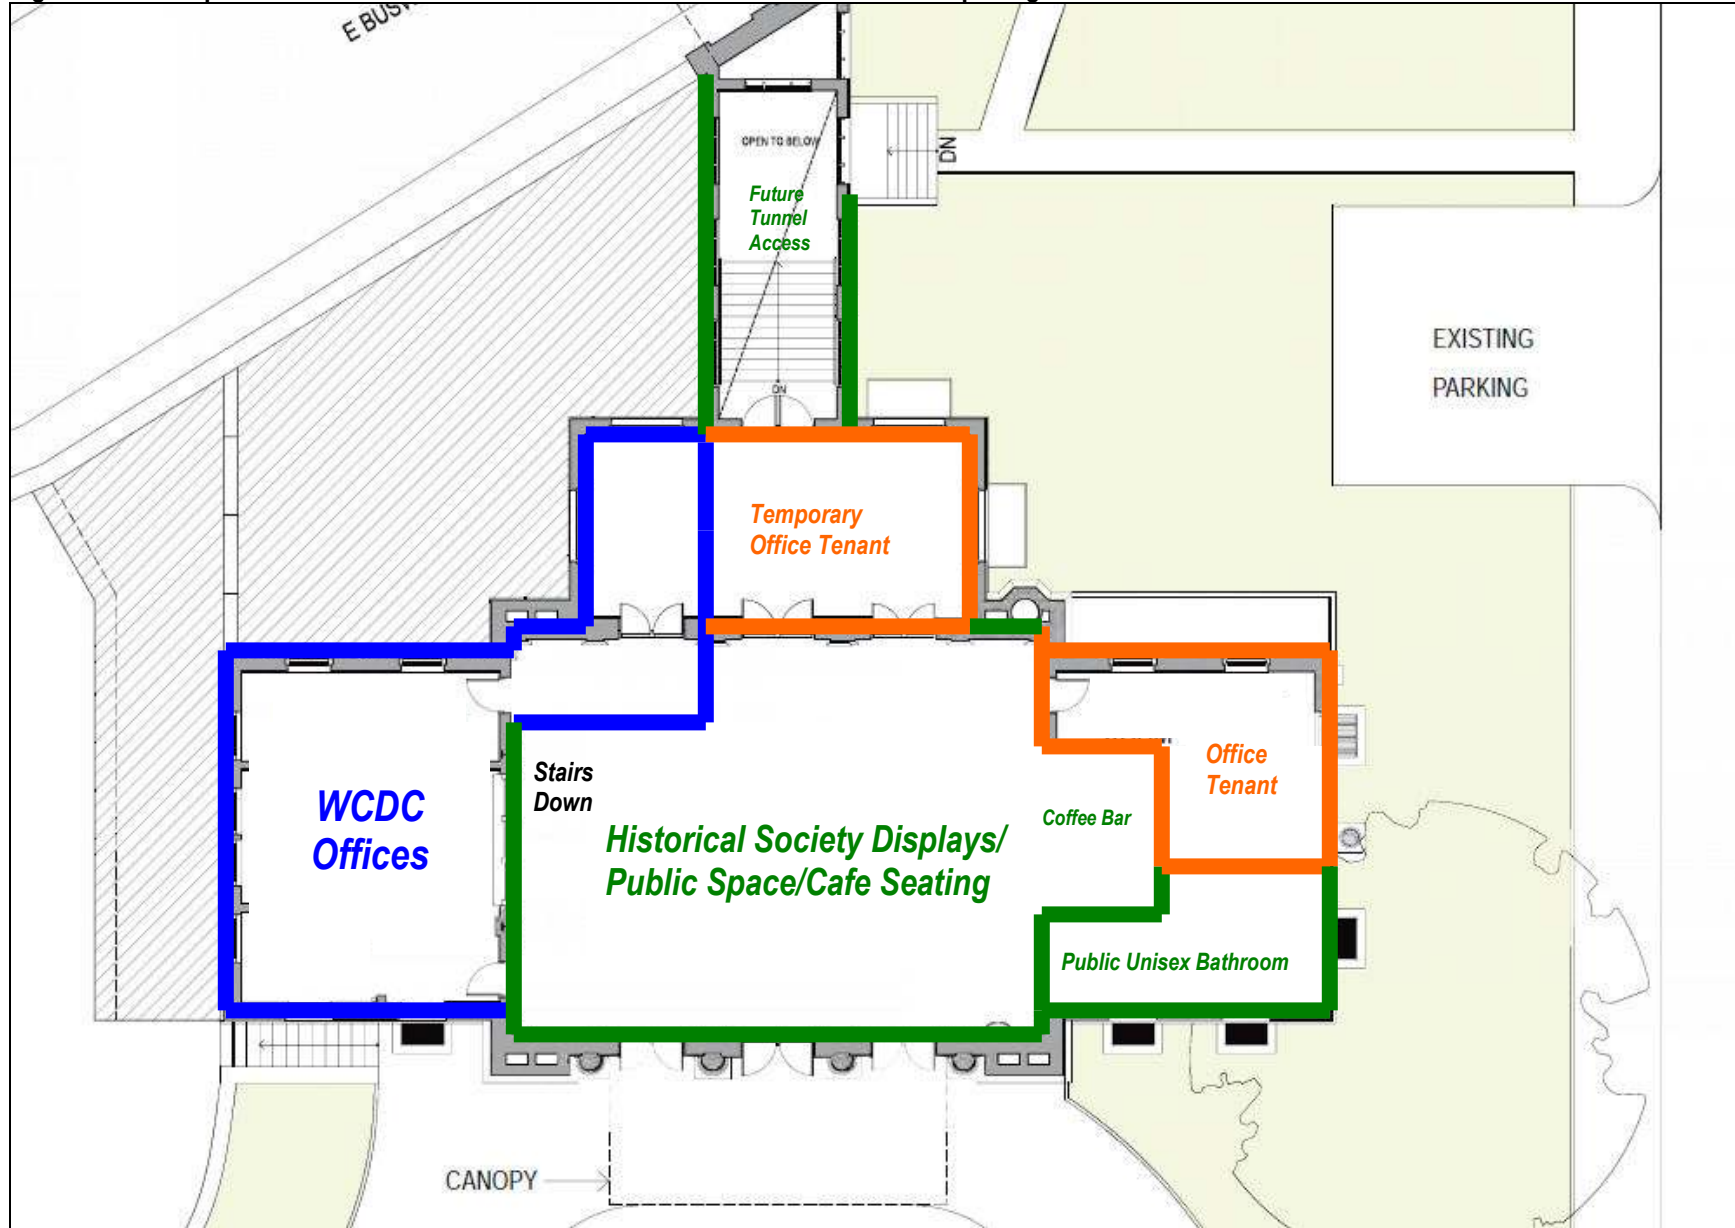 E BUSW
OPEN TO BELOW
DN
Future
Tunnel
Access
EXISTING
PARKING
DN
Temporary
Office Tenant
Stairs
Down
Office
Tenant
WCDC
Offices
Coffee Bar
Historical Society Displays/
Public Space/Cafe Seating
Public Unisex Bathroom
CANOPY